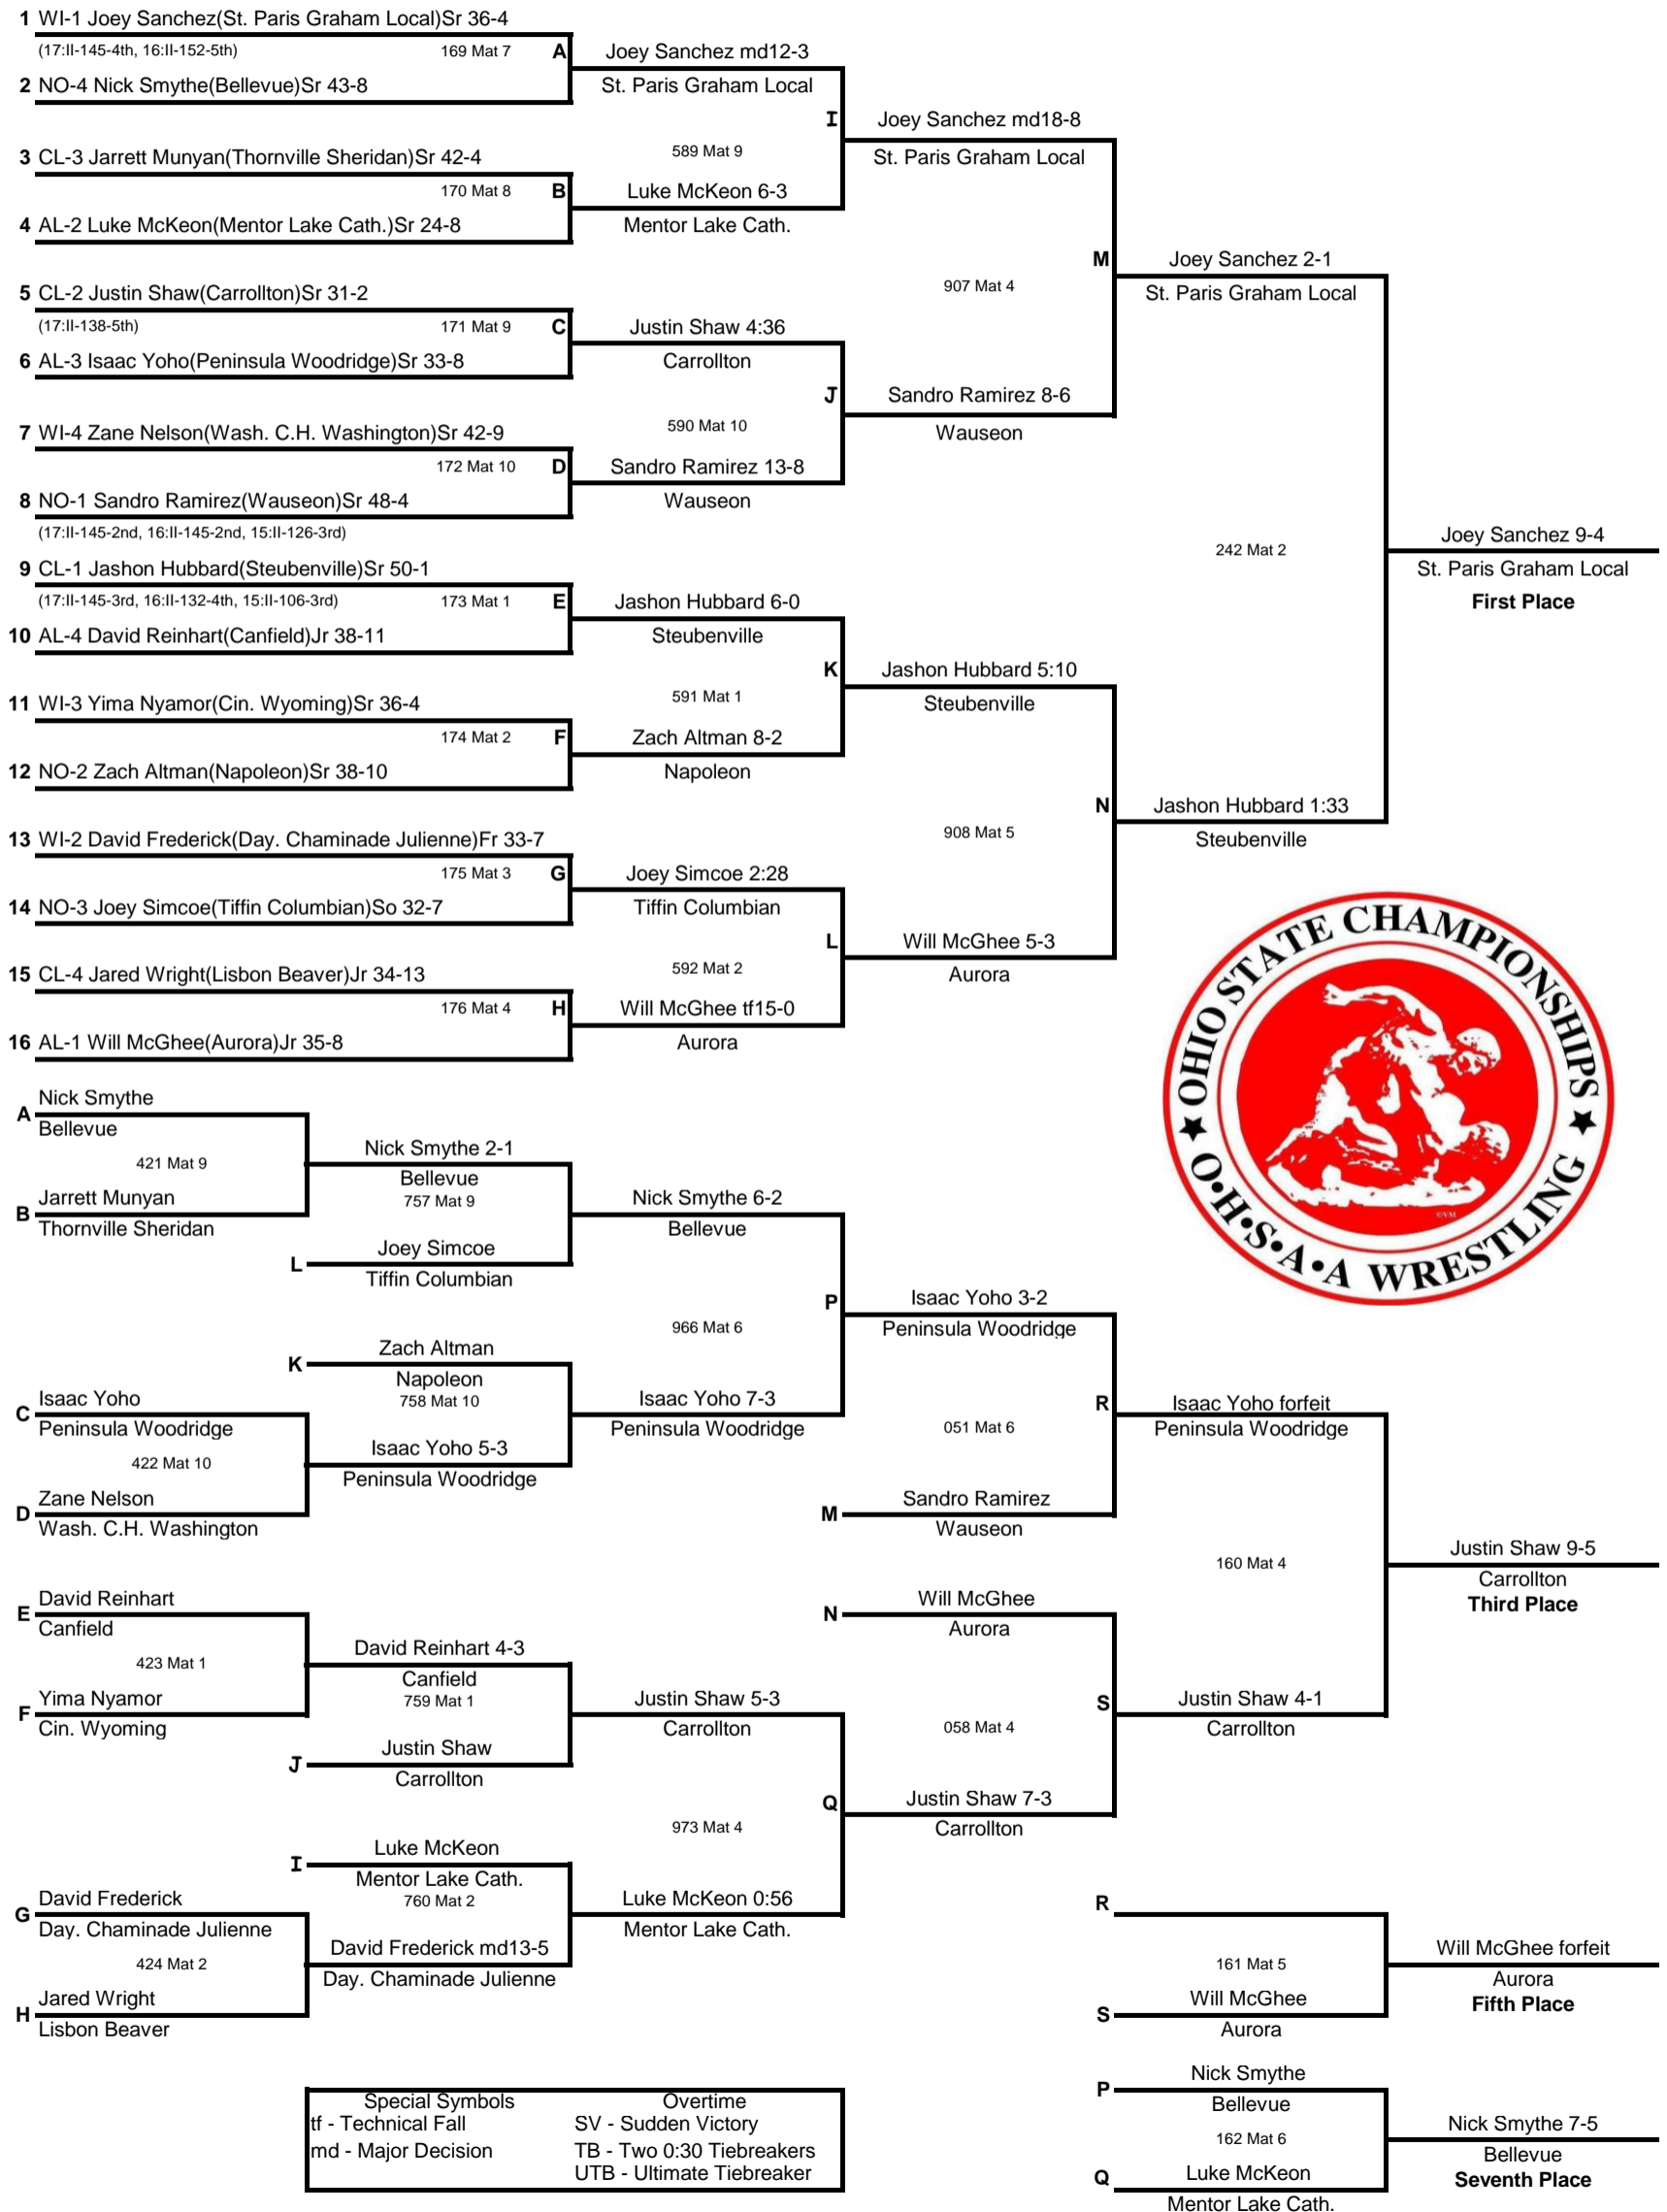 1 WI-1 Joey Sanchez(St. Paris Graham Local)Sr 36-4
(17:II-145-4th, 16:II-152-5th) 169 Mat 7 A
2 NO-4 Nick Smythe(Bellevue)Sr 43-8
Joey Sanchez md12-3
St. Paris Graham Local
3 CL-3 Jarrett Munyan(Thornville Sheridan)Sr 42-4
170 Mat 8 B
4 AL-2 Luke McKeon(Mentor Lake Cath.)Sr 24-8
589 Mat 9 I
Luke McKeon 6-3
Mentor Lake Cath.
Joey Sanchez md18-8
St. Paris Graham Local
5 CL-2 Justin Shaw(Carrollton)Sr 31-2
(17:II-138-5th) 171 Mat 9 C
6 AL-3 Isaac Yoho(Peninsula Woodridge)Sr 33-8
Justin Shaw 4:36
Carrollton
7 WI-4 Zane Nelson(Wash. C.H. Washington)Sr 42-9
172 Mat 10 D
8 NO-1 Sandro Ramirez(Wauseon)Sr 48-4
(17:II-145-2nd, 16:II-145-2nd, 15:II-126-3rd)
590 Mat 10 J
Sandro Ramirez 13-8
Wauseon
Sandro Ramirez 8-6
Wauseon
907 Mat 4 M
Joey Sanchez 2-1
St. Paris Graham Local
9 CL-1 Jashon Hubbard(Steubenville)Sr 50-1
(17:II-145-3rd, 16:II-132-4th, 15:II-106-3rd) 173 Mat 1 E
10 AL-4 David Reinhart(Canfield)Jr 38-11
Jashon Hubbard 6-0
Steubenville
11 WI-3 Yima Nyamor(Cin. Wyoming)Sr 36-4
174 Mat 2 F
12 NO-2 Zach Altman(Napoleon)Sr 38-10
591 Mat 1 K
Zach Altman 8-2
Napoleon
Jashon Hubbard 5:10
Steubenville
13 WI-2 David Frederick(Day. Chaminade Julienne)Fr 33-7
175 Mat 3 G
14 NO-3 Joey Simcoe(Tiffin Columbian)So 32-7
Joey Simcoe 2:28
Tiffin Columbian
15 CL-4 Jared Wright(Lisbon Beaver)Jr 34-13
176 Mat 4 H
16 AL-1 Will McGhee(Aurora)Jr 35-8
592 Mat 2 L
Will McGhee tf15-0
Aurora
Will McGhee 5-3
Aurora
908 Mat 5 N
Jashon Hubbard 1:33
Steubenville
242 Mat 2
Joey Sanchez 9-4
St. Paris Graham Local
First Place
★ OHIO STATE CHAMPIONSHIPS ★
O•H•S•A•A WRESTLING
©YM
A Nick Smythe
Bellevue
421 Mat 9
B Jarrett Munyan
Thornville Sheridan
Nick Smythe 2-1
Bellevue
757 Mat 9
L Joey Simcoe
Tiffin Columbian
Nick Smythe 6-2
Bellevue
K Zach Altman
Napoleon
758 Mat 10
C Isaac Yoho
Peninsula Woodridge
422 Mat 10
D Zane Nelson
Wash. C.H. Washington
Isaac Yoho 5-3
Peninsula Woodridge
966 Mat 6 P
Isaac Yoho 7-3
Peninsula Woodridge
Isaac Yoho 3-2
Peninsula Woodridge
051 Mat 6 R
M Sandro Ramirez
Wauseon
Isaac Yoho forfeit
Peninsula Woodridge
E David Reinhart
Canfield
423 Mat 1
F Yima Nyamor
Cin. Wyoming
David Reinhart 4-3
Canfield
759 Mat 1
J Justin Shaw
Carrollton
Justin Shaw 5-3
Carrollton
I Luke McKeon
Mentor Lake Cath.
760 Mat 2
G David Frederick
Day. Chaminade Julienne
424 Mat 2
H Jared Wright
Lisbon Beaver
David Frederick md13-5
Day. Chaminade Julienne
973 Mat 4 Q
Luke McKeon 0:56
Mentor Lake Cath.
N Will McGhee
Aurora
058 Mat 4 S
Justin Shaw 7-3
Carrollton
Justin Shaw 4-1
Carrollton
160 Mat 4
Justin Shaw 9-5
Carrollton
Third Place
R
161 Mat 5
S Will McGhee
Aurora
Will McGhee forfeit
Aurora
Fifth Place
P Nick Smythe
Bellevue
162 Mat 6
Q Luke McKeon
Mentor Lake Cath.
Nick Smythe 7-5
Bellevue
Seventh Place
Special Symbols Overtime
tf - Technical Fall SV - Sudden Victory
md - Major Decision TB - Two 0:30 Tiebreakers
UTB - Ultimate Tiebreaker